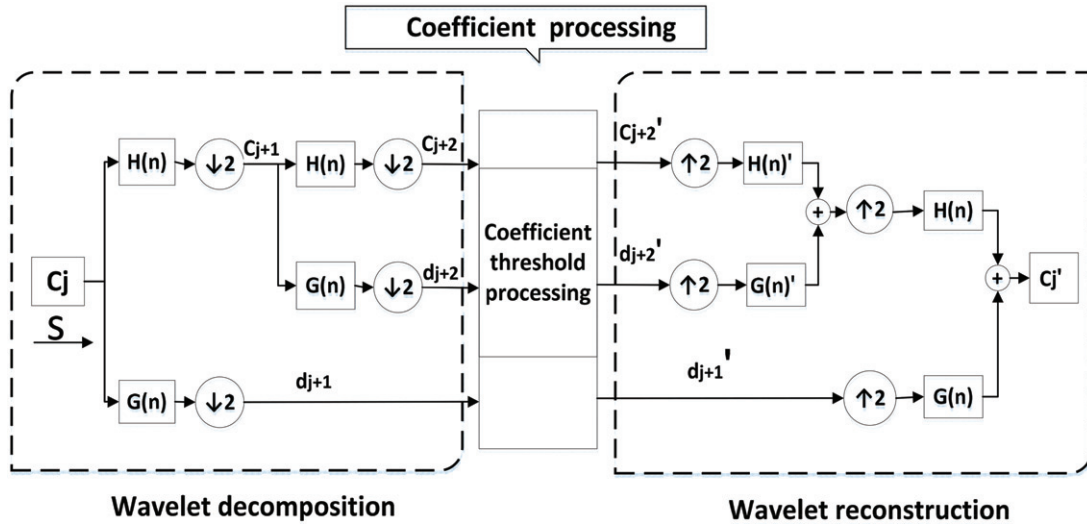 Coefficient processing
H(n)
↓2
Cj+1
H(n)
↓2
Cj+2
G(n)
↓2
dj+2
Cj
S
G(n)
↓2
dj+1
Coefficient
threshold
processing
Cj+2'
↑2
H(n)'
+
↑2
H(n)
dj+2'
↑2
G(n)'
+
Cj'
dj+1'
↑2
G(n)
Wavelet decomposition
Wavelet reconstruction